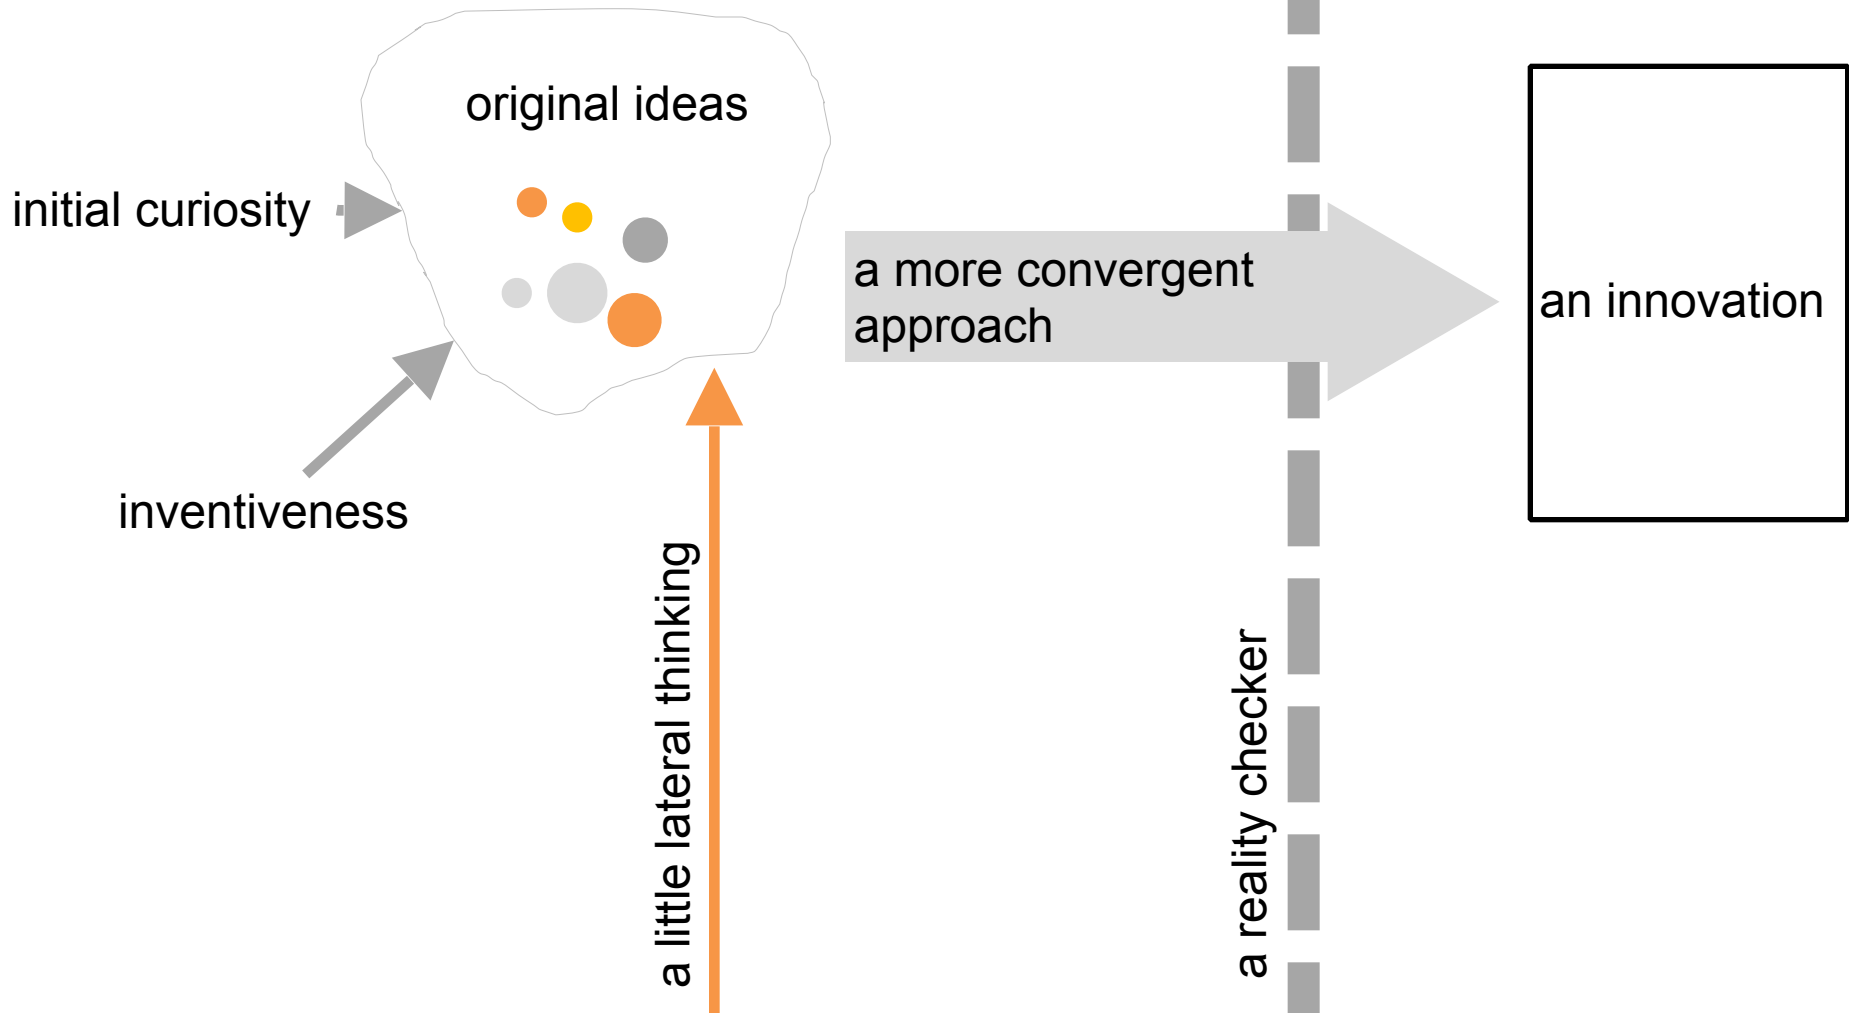 original ideas
initial curiosity
a more convergent
approach
an innovation
inventiveness
a little lateral thinking
a reality checker